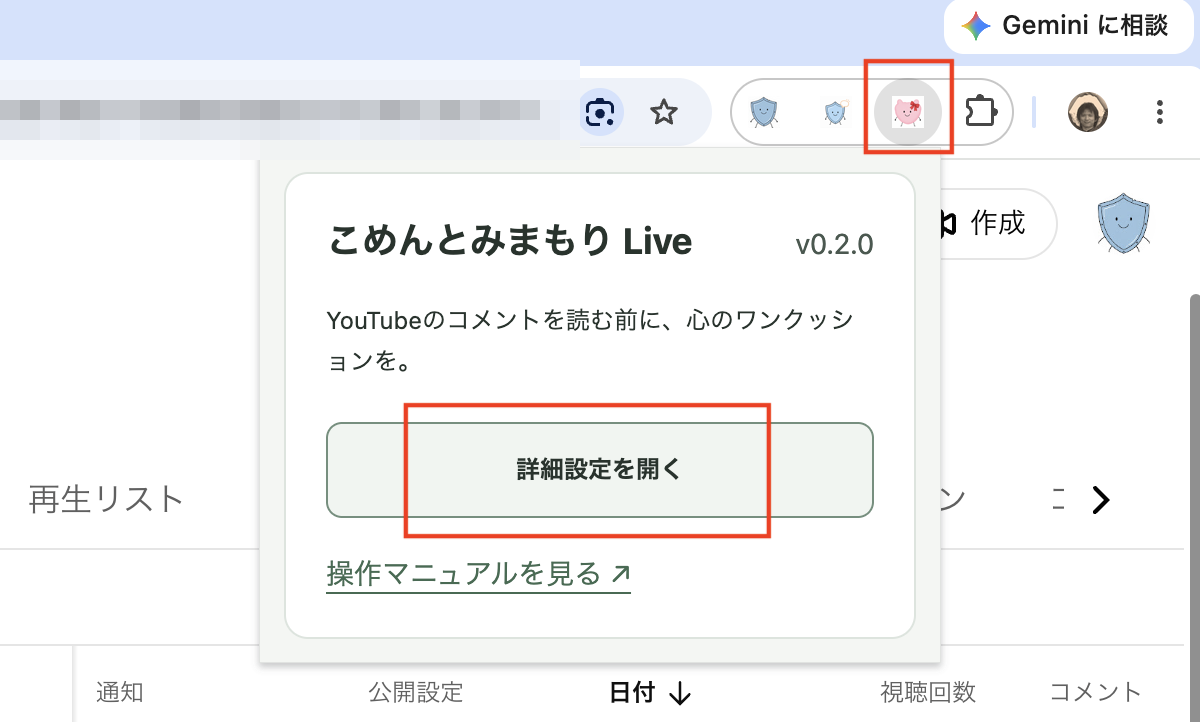 Gemini に相談
作成
こめんとみまもり Live
v0.2.0
YouTubeのコメントを読む前に、心のワンクッシ
ョンを。
詳細設定を開く
操作マニュアルを見る ↗
再生リスト
ン
通知
公開設定
日付 ↓
視聴回数
コメント